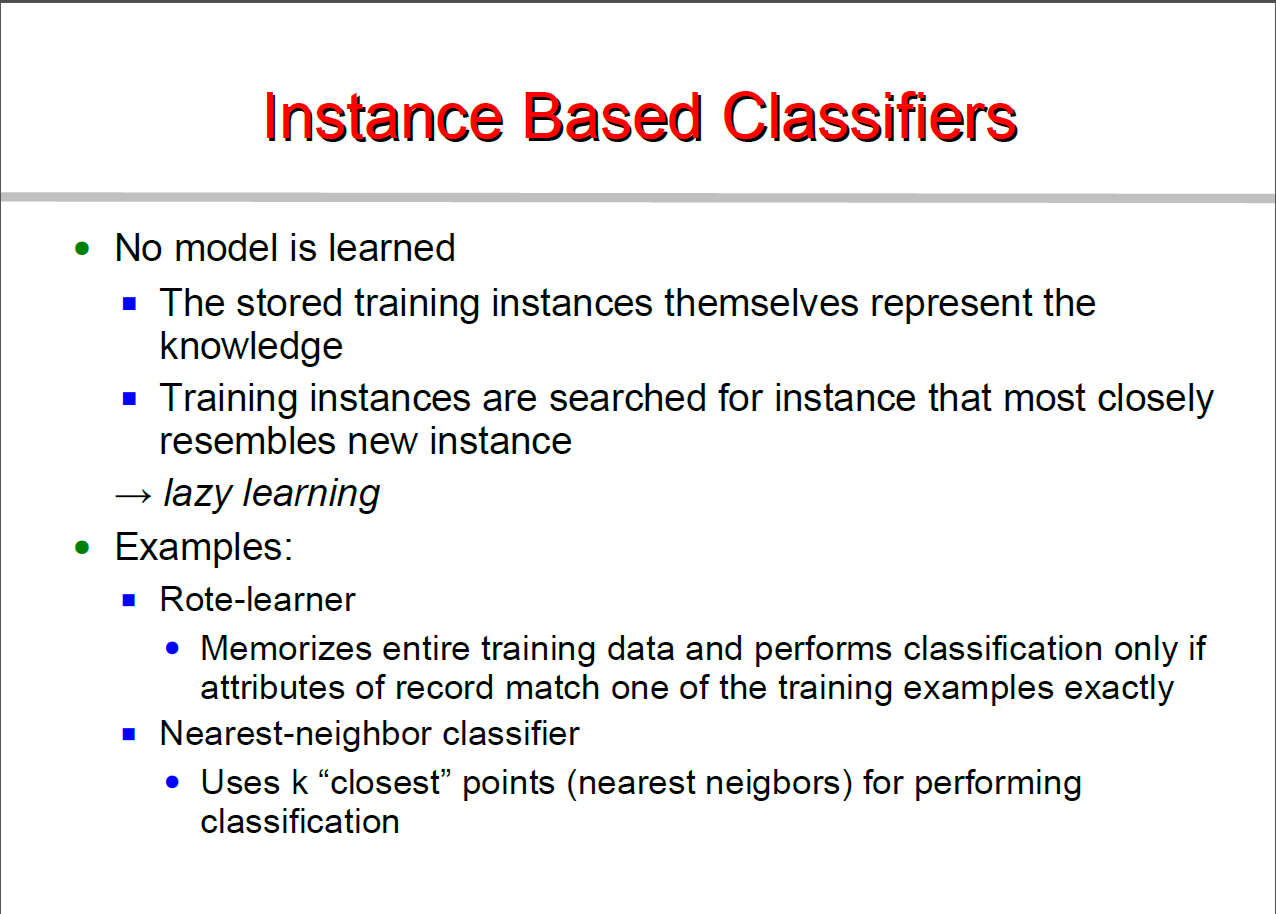 Instance Based Classifiers
● No model is learned
■ The stored training instances themselves represent the
knowledge
■ Training instances are searched for instance that most closely
resembles new instance
→ lazy learning
● Examples:
■ Rote-learner
● Memorizes entire training data and performs classification only if
attributes of record match one of the training examples exactly
■ Nearest-neighbor classifier
● Uses k “closest” points (nearest neigbors) for performing
classification